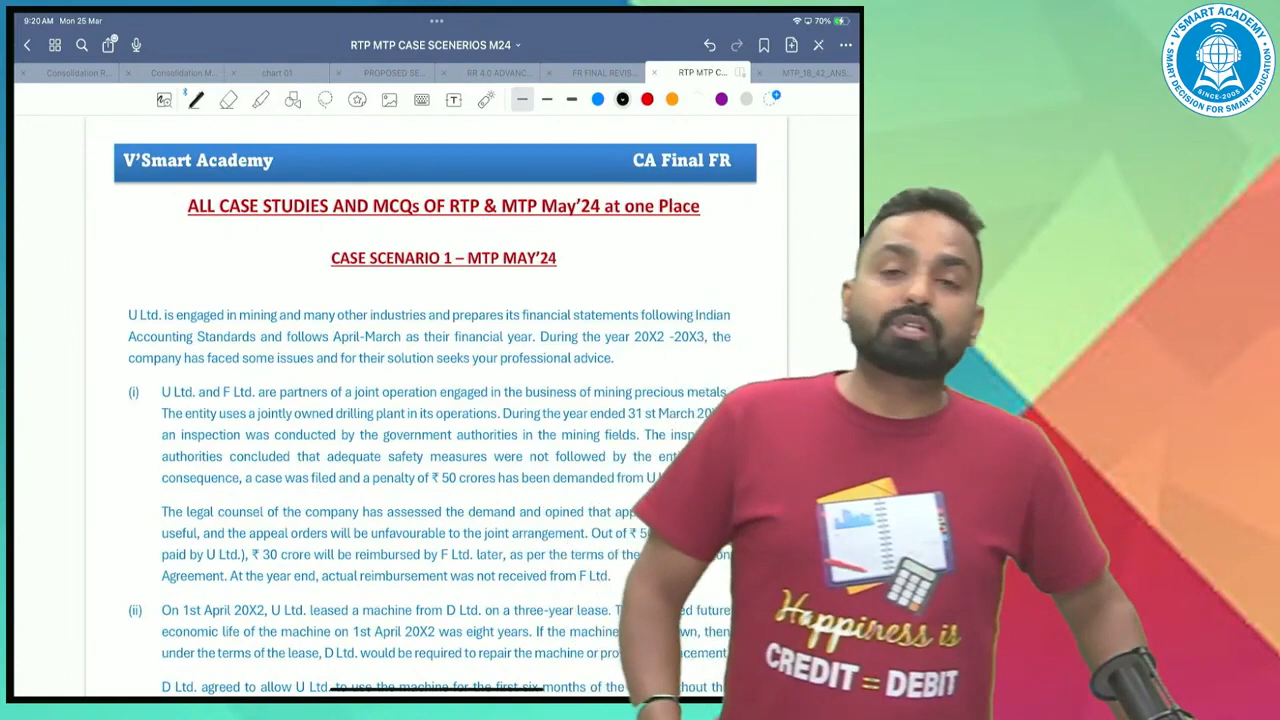 9:20 AM Mon 25 Mar
70%
RTP MTP CASE SCENERIOS M24
Consolidation R...
Consolidation M...
chart 01
PROPOSED SE...
RR 4.0 ADVANC...
FR FINAL REVIS...
RTP MTP C...
MTP_18_42_ANS...
V'Smart Academy
CA Final FR
ALL CASE STUDIES AND MCQs OF RTP & MTP May'24 at one Place
CASE SCENARIO 1 – MTP MAY'24
U Ltd. is engaged in mining and many other industries and prepares its financial statements following Indian
Accounting Standards and follows April-March as their financial year. During the year 20X2 -20X3, the
company has faced some issues and for their solution seeks your professional advice.
(i) U Ltd. and F Ltd. are partners of a joint operation engaged in the business of mining precious metals.
The entity uses a jointly owned drilling plant in its operations. During the year ended 31 st March
an inspection was conducted by the government authorities in the mining fields. The
authorities concluded that adequate safety measures were not followed by the
consequence, a case was filed and a penalty of ₹ 50 crores has been demanded from U
The legal counsel of the company has assessed the demand and opined that
and the appeal orders will be unfavourable to the joint arrangement. Out of ₹
paid by U Ltd.), ₹ 30 crore will be reimbursed by F Ltd. later, as per the terms of the
Agreement. At the year end, actual reimbursement was not received from F Ltd.
(ii) On 1st April 20X2, U Ltd. leased a machine from D Ltd. on a three-year lease. future
economic life of the machine on 1st April 20X2 was eight years. If the machine then
under the terms of the lease, D Ltd. would be required to repair the machine or
D Ltd. agreed to allow U Ltd. to use the machine for the first six months of the
V'SMART ACADEMY
SMART DECISION FOR SMART EDUCATION
SINCE-2005
Happiness is
CREDIT = DEBIT